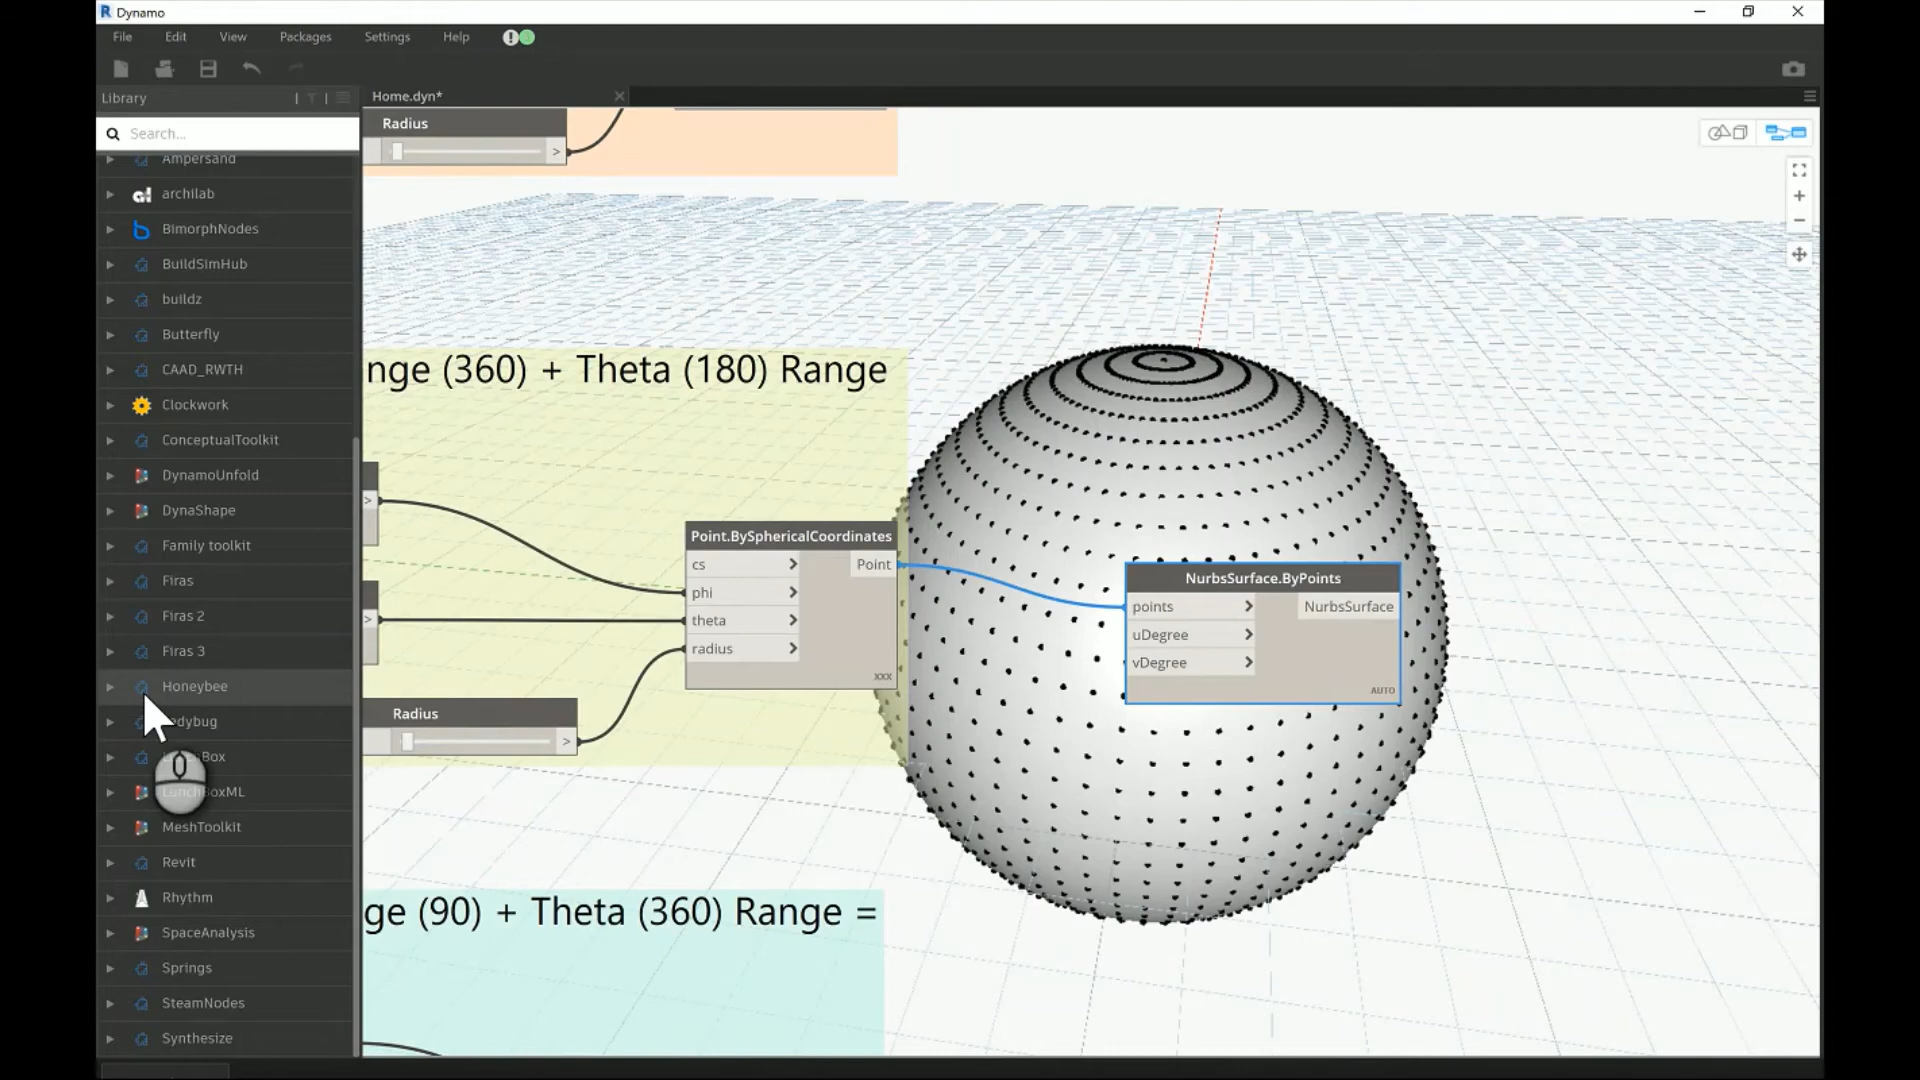 Dynamo
File Edit View Packages Settings Help
Library
Home.dyn*
Search...
Ampersand
archilab
BimorphNodes
BuildSimHub
buildz
Butterfly
CAAD_RWTH
Clockwork
ConceptualToolkit
DynamoUnfold
DynaShape
Family toolkit
Firas
Firas 2
Firas 3
Honeybee
MeshToolkit
Revit
Rhythm
SpaceAnalysis
Springs
SteamNodes
Synthesize
Radius
>
nge (360) + Theta (180) Range
>
>
Point.BySphericalCoordinates
cs > Point
phi >
theta >
radius >
xxx
Radius
>
NurbsSurface.ByPoints
points > NurbsSurface
uDegree >
vDegree >
AUTO
ge (90) + Theta (360) Range =